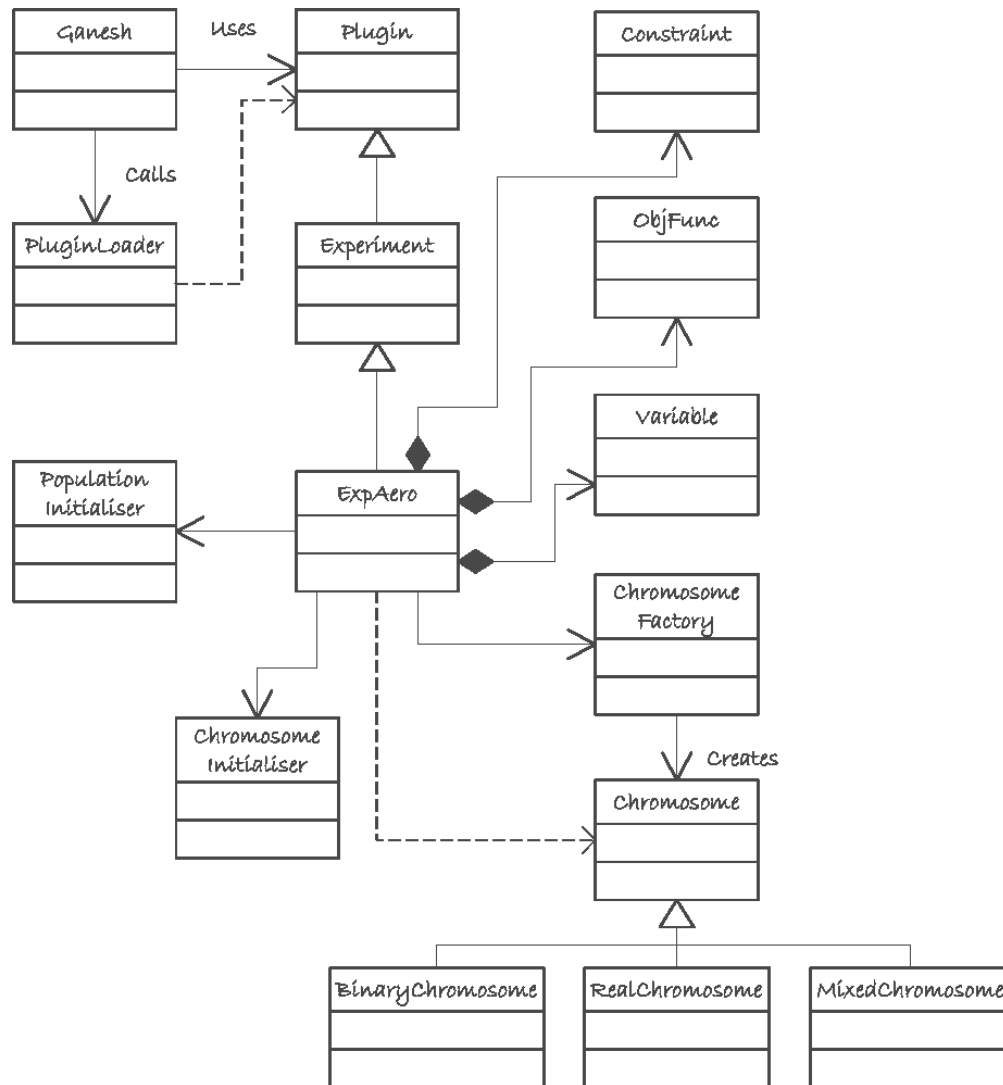 Ganesh
Uses
Plugin
Constraint
Calls
PluginLoader
Experiment
ObjFunc
Variable
Population
Initialiser
ExpAero
Chromosome
Factory
Chromosome
Initialiser
Creates
Chromosome
BinaryChromosome
RealChromosome
MixedChromosome